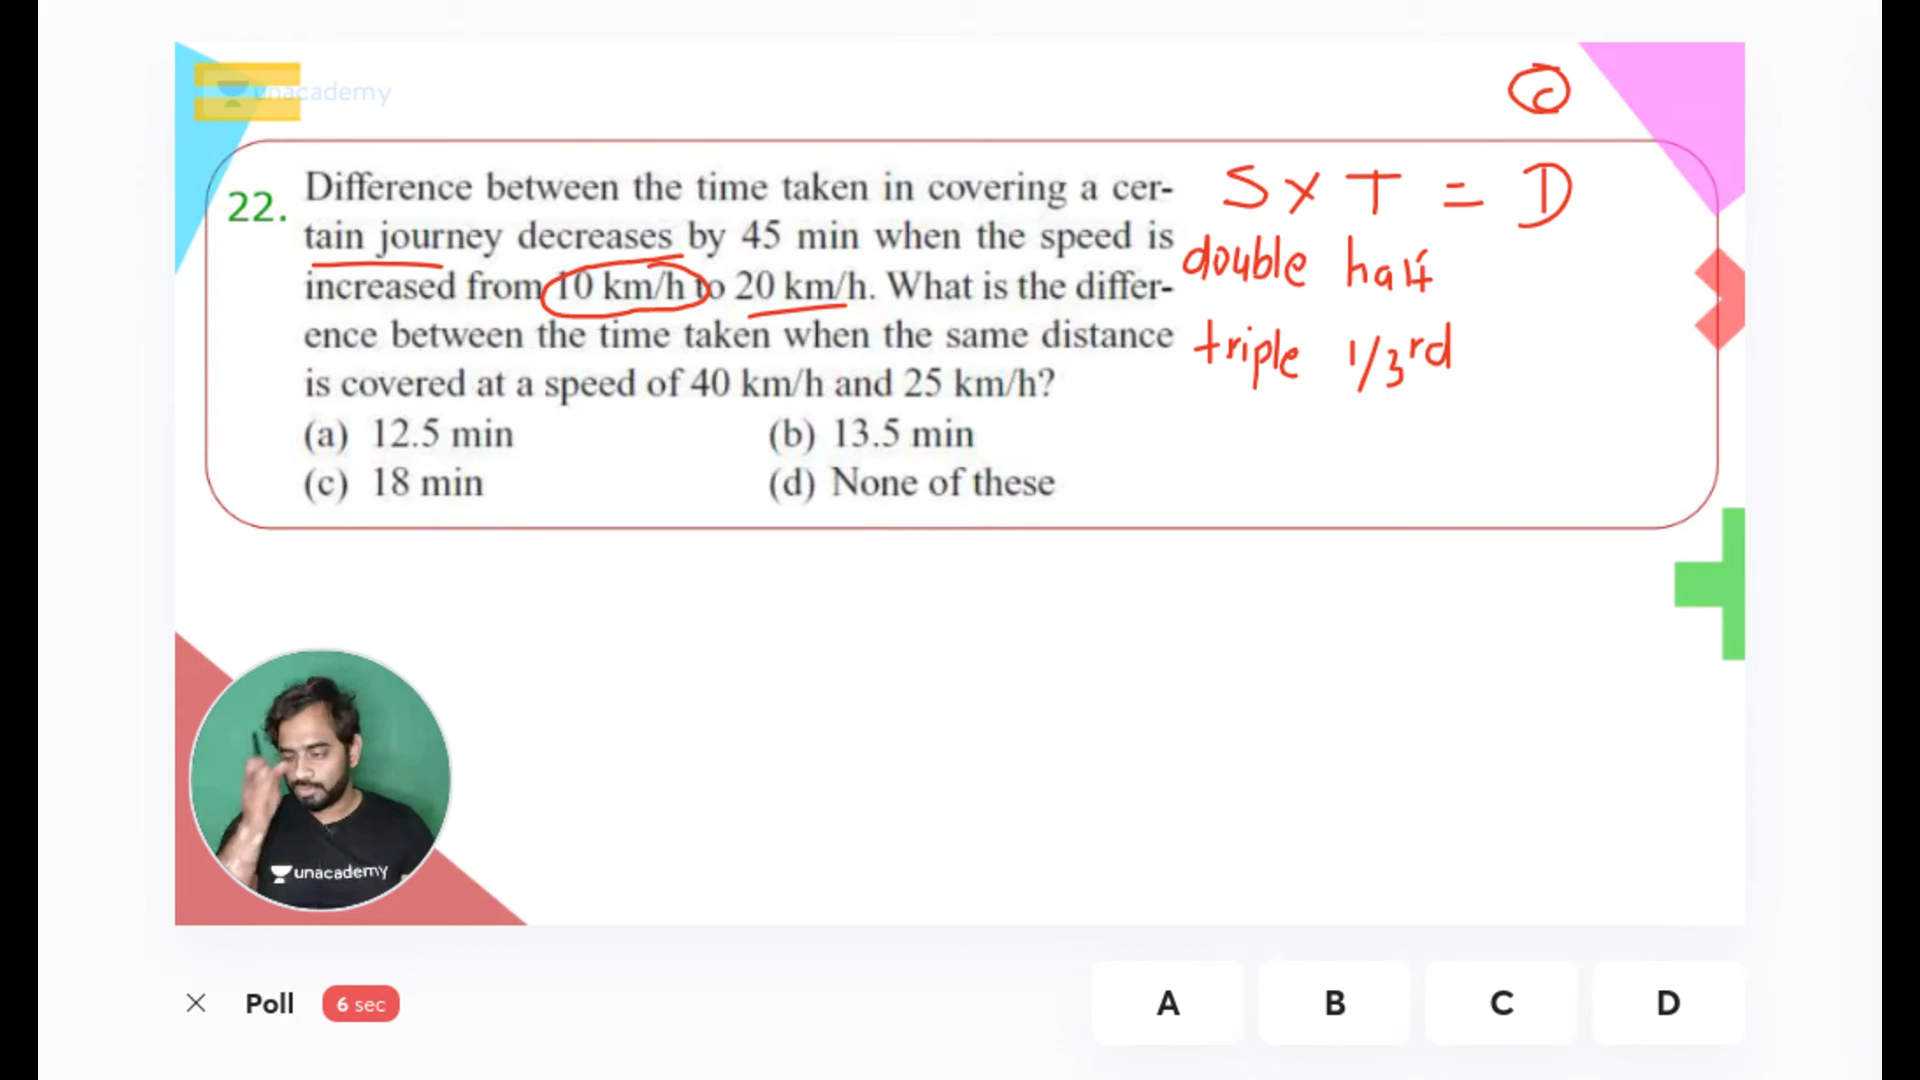 unacademy
C
22. Difference between the time taken in covering a cer-
tain journey decreases by 45 min when the speed is
increased from 10 km/h to 20 km/h. What is the differ-
ence between the time taken when the same distance
is covered at a speed of 40 km/h and 25 km/h?
(a) 12.5 min (b) 13.5 min
(c) 18 min (d) None of these
S × T = D
double half
triple 1/3rd
unacademy
Poll 6 sec A B C D